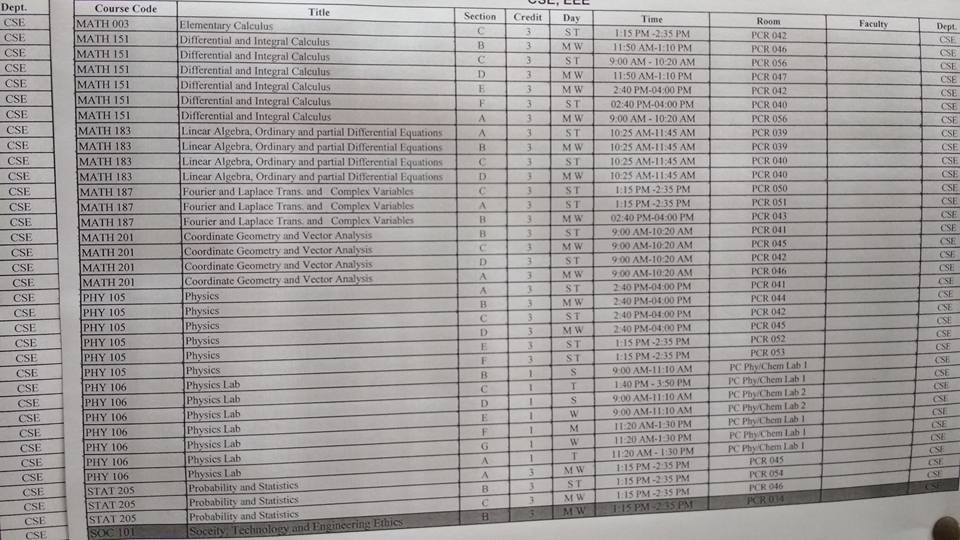 CSE, EEE
Dept. Course Code Title Section Credit Day Time Room Faculty Dept.
CSE MATH 003 Elementary Calculus C 3 S T 1:15 PM -2:35 PM PCR 042 CSE
CSE MATH 151 Differential and Integral Calculus B 3 M W 11:50 AM-1:10 PM PCR 046 CSE
CSE MATH 151 Differential and Integral Calculus C 3 S T 9:00 AM - 10:20 AM PCR 056 CSE
CSE MATH 151 Differential and Integral Calculus D 3 M W 11:50 AM-1:10 PM PCR 047 CSE
CSE MATH 151 Differential and Integral Calculus E 3 M W 2:40 PM-04:00 PM PCR 042 CSE
CSE MATH 151 Differential and Integral Calculus F 3 S T 02:40 PM-04:00 PM PCR 040 CSE
CSE MATH 151 Differential and Integral Calculus A 3 M W 9:00 AM - 10:20 AM PCR 056 CSE
CSE MATH 183 Linear Algebra, Ordinary and partial Differential Equations A 3 S T 10:25 AM-11:45 AM PCR 039 CSE
CSE MATH 183 Linear Algebra, Ordinary and partial Differential Equations B 3 M W 10:25 AM-11:45 AM PCR 039 CSE
CSE MATH 183 Linear Algebra, Ordinary and partial Differential Equations C 3 S T 10:25 AM-11:45 AM PCR 040 CSE
CSE MATH 183 Linear Algebra, Ordinary and partial Differential Equations D 3 M W 10:25 AM-11:45 AM PCR 040 CSE
CSE MATH 187 Fourier and Laplace Trans. and Complex Variables C 3 S T 1:15 PM -2:35 PM PCR 050 CSE
CSE MATH 187 Fourier and Laplace Trans. and Complex Variables A 3 S T 1:15 PM -2:35 PM PCR 051 CSE
CSE MATH 187 Fourier and Laplace Trans. and Complex Variables B 3 M W 02:40 PM-04:00 PM PCR 043 CSE
CSE MATH 201 Coordinate Geometry and Vector Analysis B 3 S T 9:00 AM-10:20 AM PCR 041 CSE
CSE MATH 201 Coordinate Geometry and Vector Analysis C 3 M W 9:00 AM-10:20 AM PCR 045 CSE
CSE MATH 201 Coordinate Geometry and Vector Analysis D 3 S T 9:00 AM-10:20 AM PCR 042 CSE
CSE MATH 201 Coordinate Geometry and Vector Analysis A 3 M W 9:00 AM-10:20 AM PCR 046 CSE
CSE PHY 105 Physics A 3 S T 2:40 PM-04:00 PM PCR 041 CSE
CSE PHY 105 Physics B 3 M W 2:40 PM-04:00 PM PCR 044 CSE
CSE PHY 105 Physics C 3 S T 2:40 PM-04:00 PM PCR 042 CSE
CSE PHY 105 Physics D 3 M W 2:40 PM-04:00 PM PCR 045 CSE
CSE PHY 105 Physics E 3 S T 1:15 PM -2:35 PM PCR 052 CSE
CSE PHY 105 Physics F 3 S T 1:15 PM -2:35 PM PCR 053 CSE
CSE PHY 106 Physics Lab B 1 S 9:00 AM-11:10 AM PC Phy/Chem Lab 1 CSE
CSE PHY 106 Physics Lab C 1 T 1:40 PM - 3:50 PM PC Phy/Chem Lab 1 CSE
CSE PHY 106 Physics Lab D 1 S 9:00 AM-11:10 AM PC Phy/Chem Lab 2 CSE
CSE PHY 106 Physics Lab E 1 W 9:00 AM-11:10 AM PC Phy/Chem Lab 2 CSE
CSE PHY 106 Physics Lab F 1 M 11:20 AM-1:30 PM PC Phy/Chem Lab 1 CSE
CSE PHY 106 Physics Lab G 1 W 11:20 AM-1:30 PM PC Phy/Chem Lab 1 CSE
CSE PHY 106 Physics Lab A 1 T 11:20 AM - 1:30 PM PC Phy/Chem Lab 1 CSE
CSE STAT 205 Probability and Statistics A 3 M W 1:15 PM -2:35 PM PCR 045 CSE
CSE STAT 205 Probability and Statistics B 3 S T 1:15 PM -2:35 PM PCR 054 CSE
CSE STAT 205 Probability and Statistics C 3 M W 1:15 PM -2:35 PM PCR 046 CSE
CSE SOC 101 Soceity, Technology and Engineering Ethics B 3 M W 1:15 PM -2:35 PM PCR 034 CSE